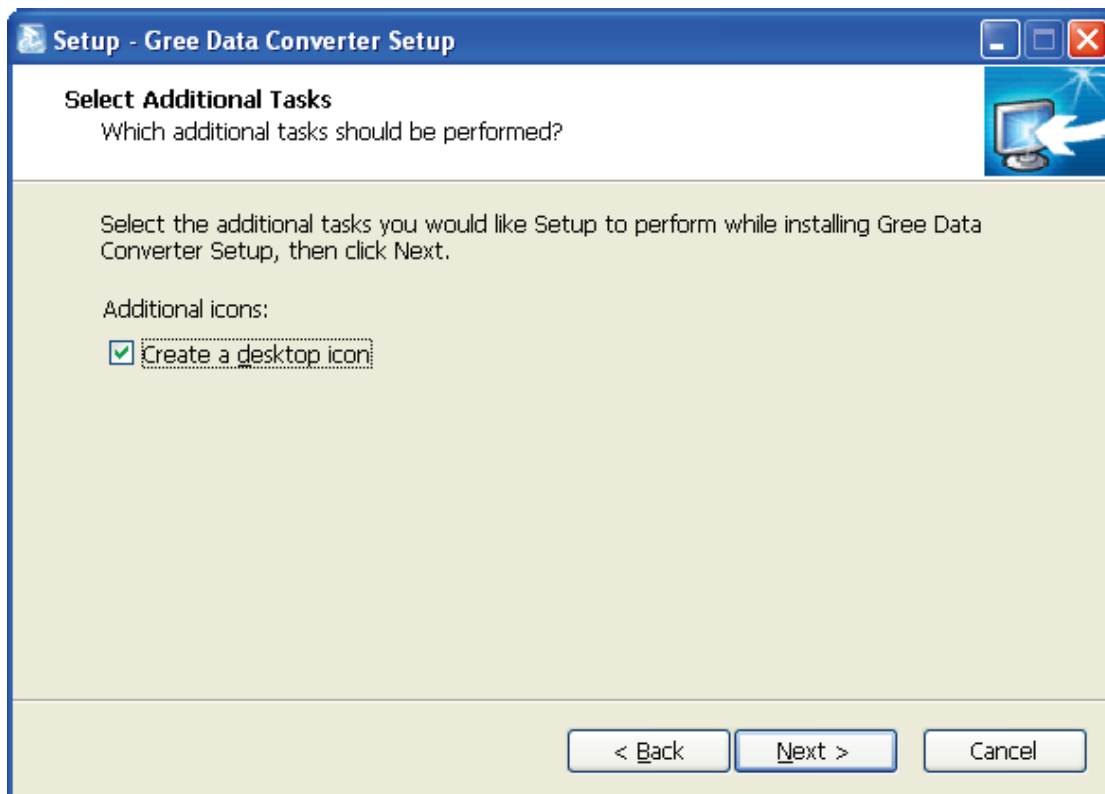 Setup - Gree Data Converter Setup
Select Additional Tasks
Which additional tasks should be performed?
Select the additional tasks you would like Setup to perform while installing Gree Data
Converter Setup, then click Next.
Additional icons:
Create a desktop icon
< Back
Next >
Cancel